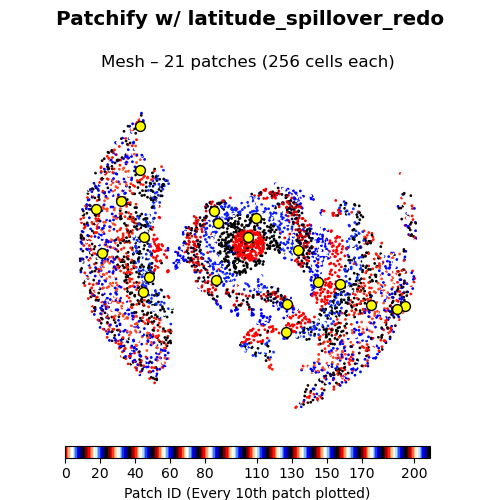 Patchify w/ latitude_spillover_redo
Mesh – 21 patches (256 cells each)
0 20 40 60 80 110 130 150 170 200
Patch ID (Every 10th patch plotted)